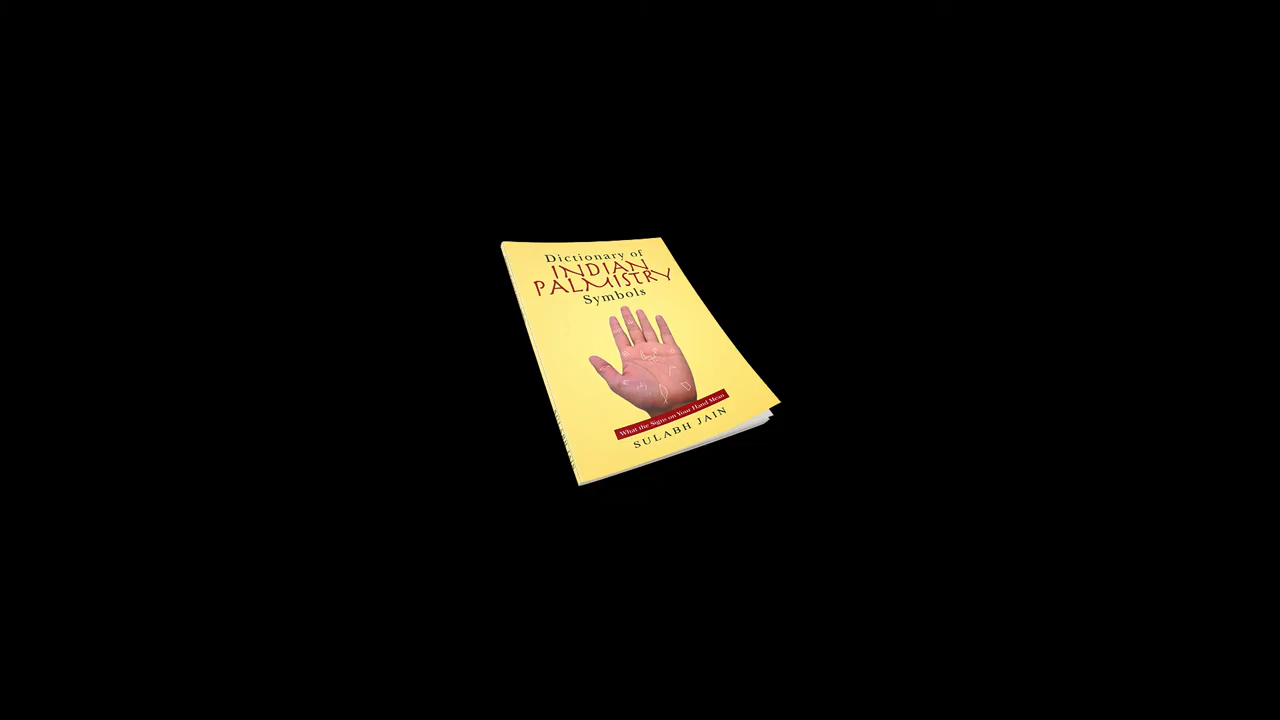 Dictionary of
INDIAN
PALMISTRY
Symbols
What the Signs on Your Hand Mean
SULABH JAIN